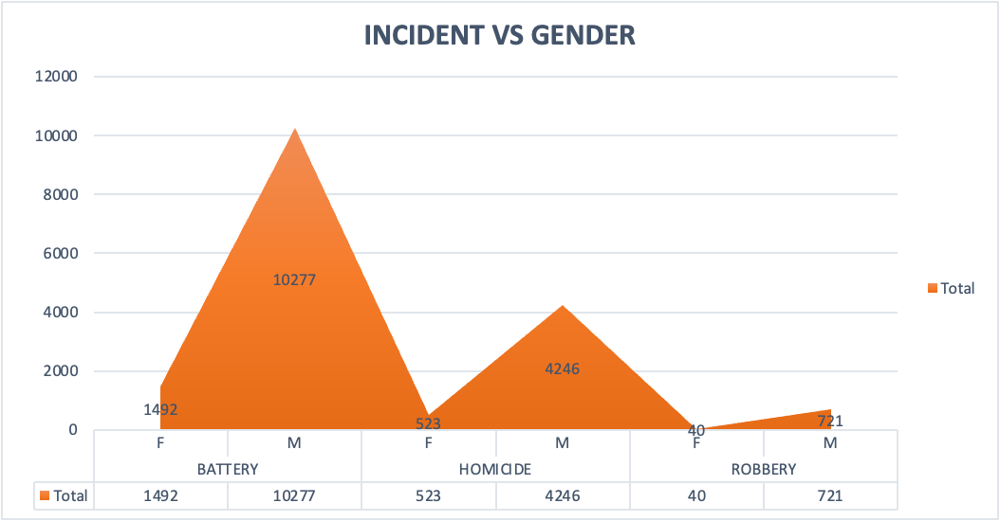 INCIDENT VS GENDER
12000
10000
8000
6000
4000
2000
0
1492
10277
523
4246
40
721
Total
F M F M F M
BATTERY HOMICIDE ROBBERY
Total 1492 10277 523 4246 40 721